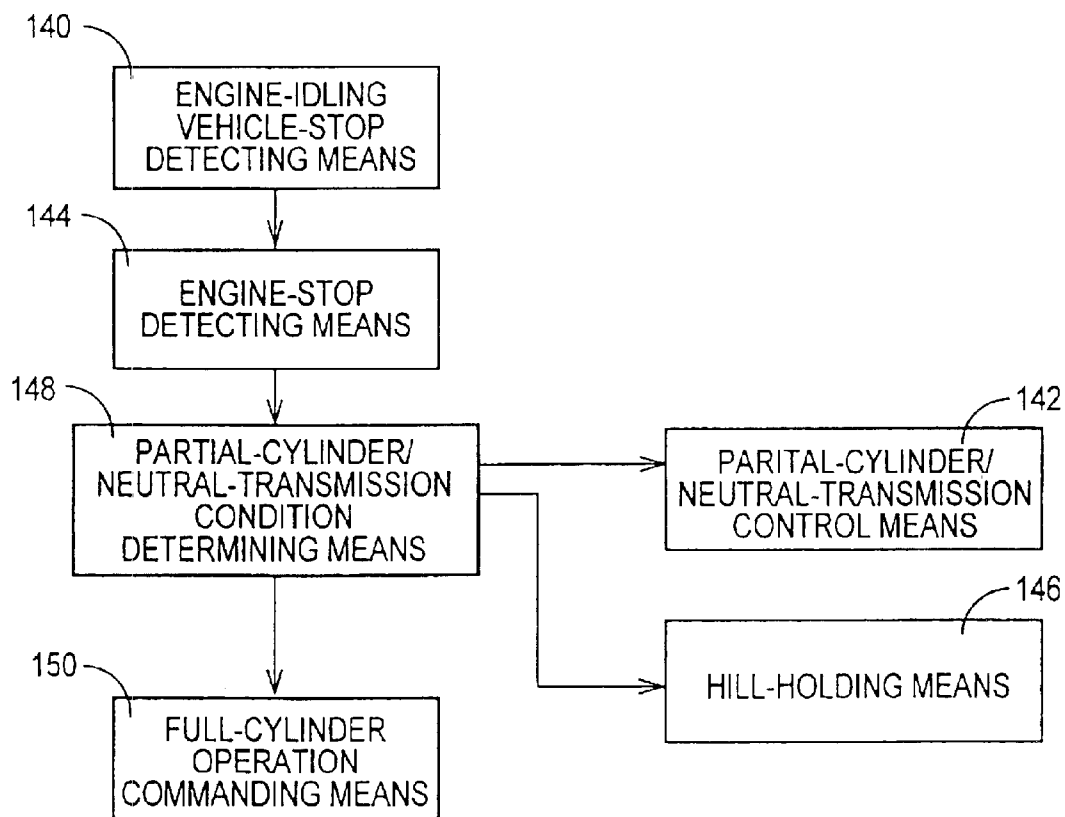 140
ENGINE-IDLING
VEHICLE-STOP
DETECTING MEANS
144
ENGINE-STOP
DETECTING MEANS
148
PARTIAL-CYLINDER/
NEUTRAL-TRANSMISSION
CONDITION
DETERMINING MEANS
142
PARITAL-CYLINDER/
NEUTRAL-TRANSMISSION
CONTROL MEANS
146
HILL-HOLDING MEANS
150
FULL-CYLINDER
OPERATION
COMMANDING MEANS